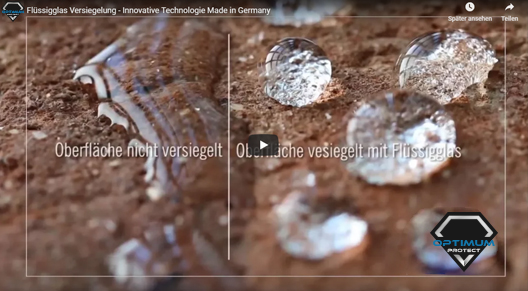 Flüssigglas Versiegelung - Innovative Technologie Made in Germany
Später ansehen
Teilen
Oberfläche nicht versiegelt
Oberfläche vesiegelt mit Flüssigglas
OPTIMUM
PROTECT